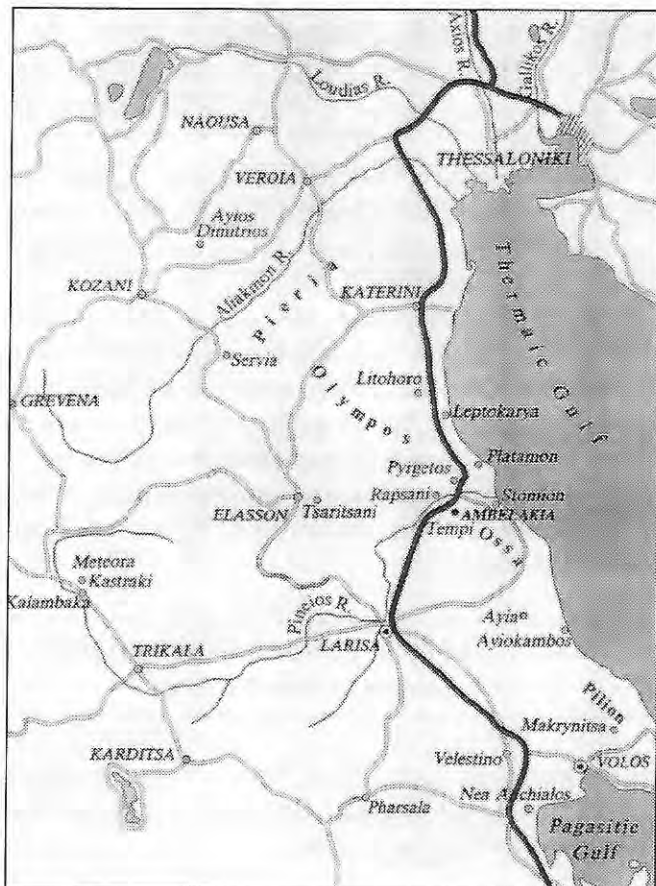 Axios R.
Gallikos R.
Loudias R.
NAOUSA
THESSALONIKI
VEROIA
Ayios
Dimitrios
Aliakmon R.
Thermaic Gulf
KOZANI
Pieria
KATERINI
Servia
Olympos
Litohoro
GREVENA
Leptokarya
Platamon
Pyrgetos
Rapsani
Stomion
ELASSON
Tsaritsani
AMBELAKIA
Tempi
Ossa
Meteora
Kastraki
Kalambaka
Pineios R.
Ayia
Ayiokambos
TRIKALA
LARISA
Pilion
Makrynitsa
KARDITSA
Velestino
VOLOS
Pharsala
Nea Anchialos
Pagasitic
Gulf